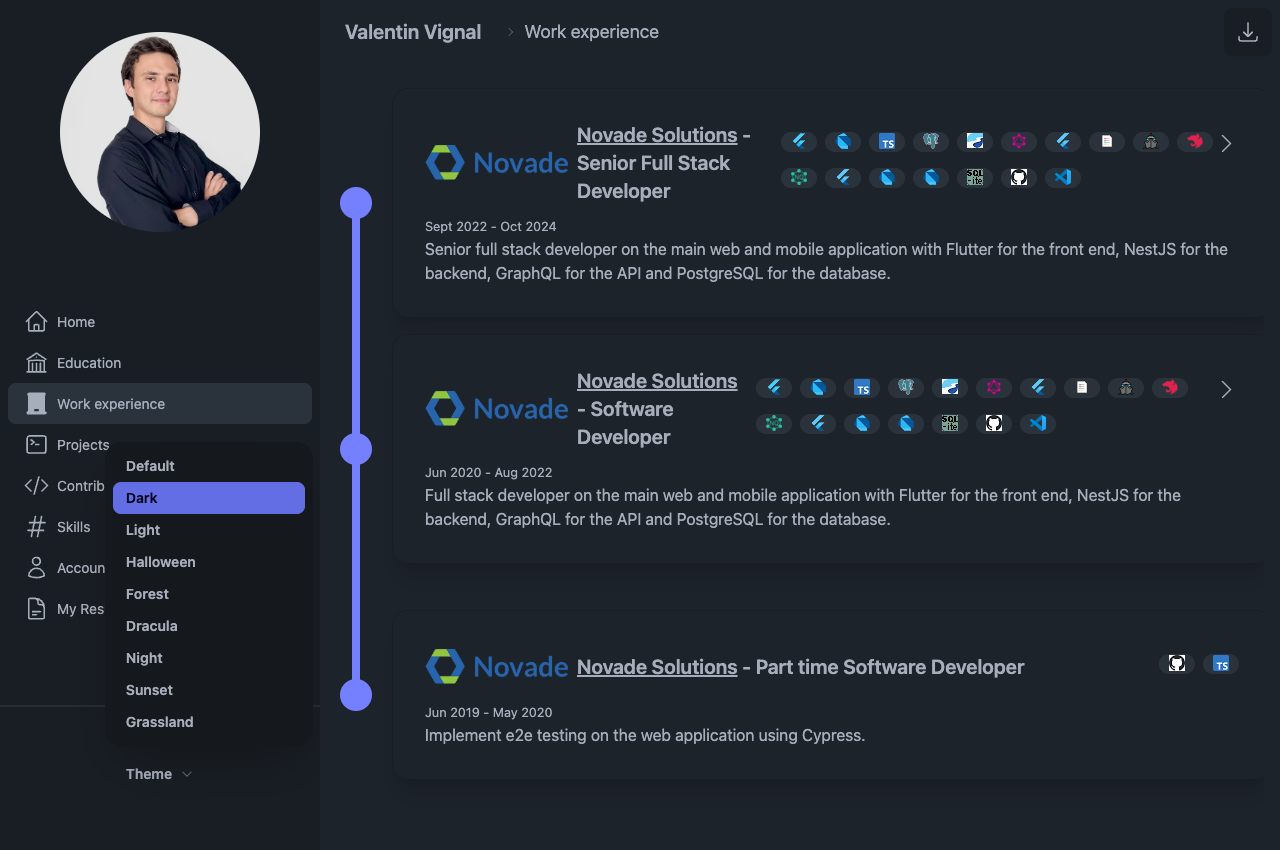 Valentin Vignal
Work experience
Home
Education
Work experience
Projects
Contrib
Skills
Accoun
My Res
Default
Dark
Light
Halloween
Forest
Dracula
Night
Sunset
Grassland
Theme
Novade
Novade Solutions -
Senior Full Stack
Developer
TS
SQL
-ite
Sept 2022 - Oct 2024
Senior full stack developer on the main web and mobile application with Flutter for the front end, NestJS for the
backend, GraphQL for the API and PostgreSQL for the database.
Novade
Novade Solutions
- Software
Developer
TS
SQL
-ite
Jun 2020 - Aug 2022
Full stack developer on the main web and mobile application with Flutter for the front end, NestJS for the
backend, GraphQL for the API and PostgreSQL for the database.
Novade
Novade Solutions - Part time Software Developer
TS
Jun 2019 - May 2020
Implement e2e testing on the web application using Cypress.